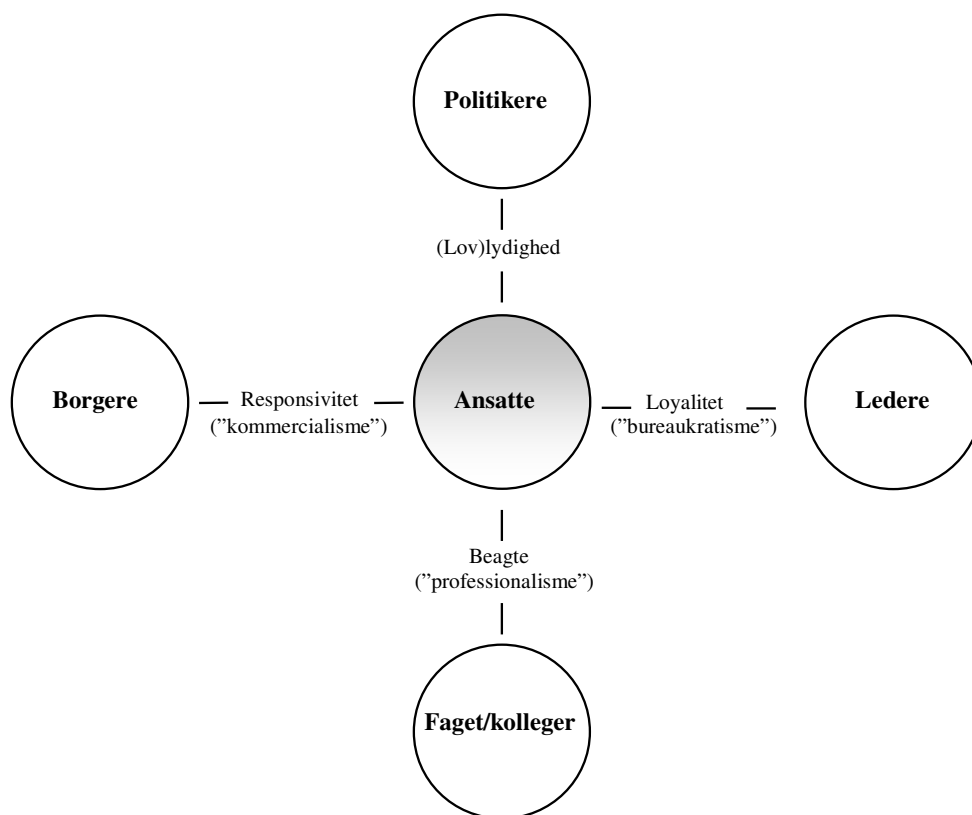 Politikere
(Lov)lydighed
Borgere
Responsivitet
(”kommercialisme”)
Ansatte
Loyalitet
(”bureaukratisme”)
Ledere
Beagte
(”professionalisme”)
Faget/kolleger